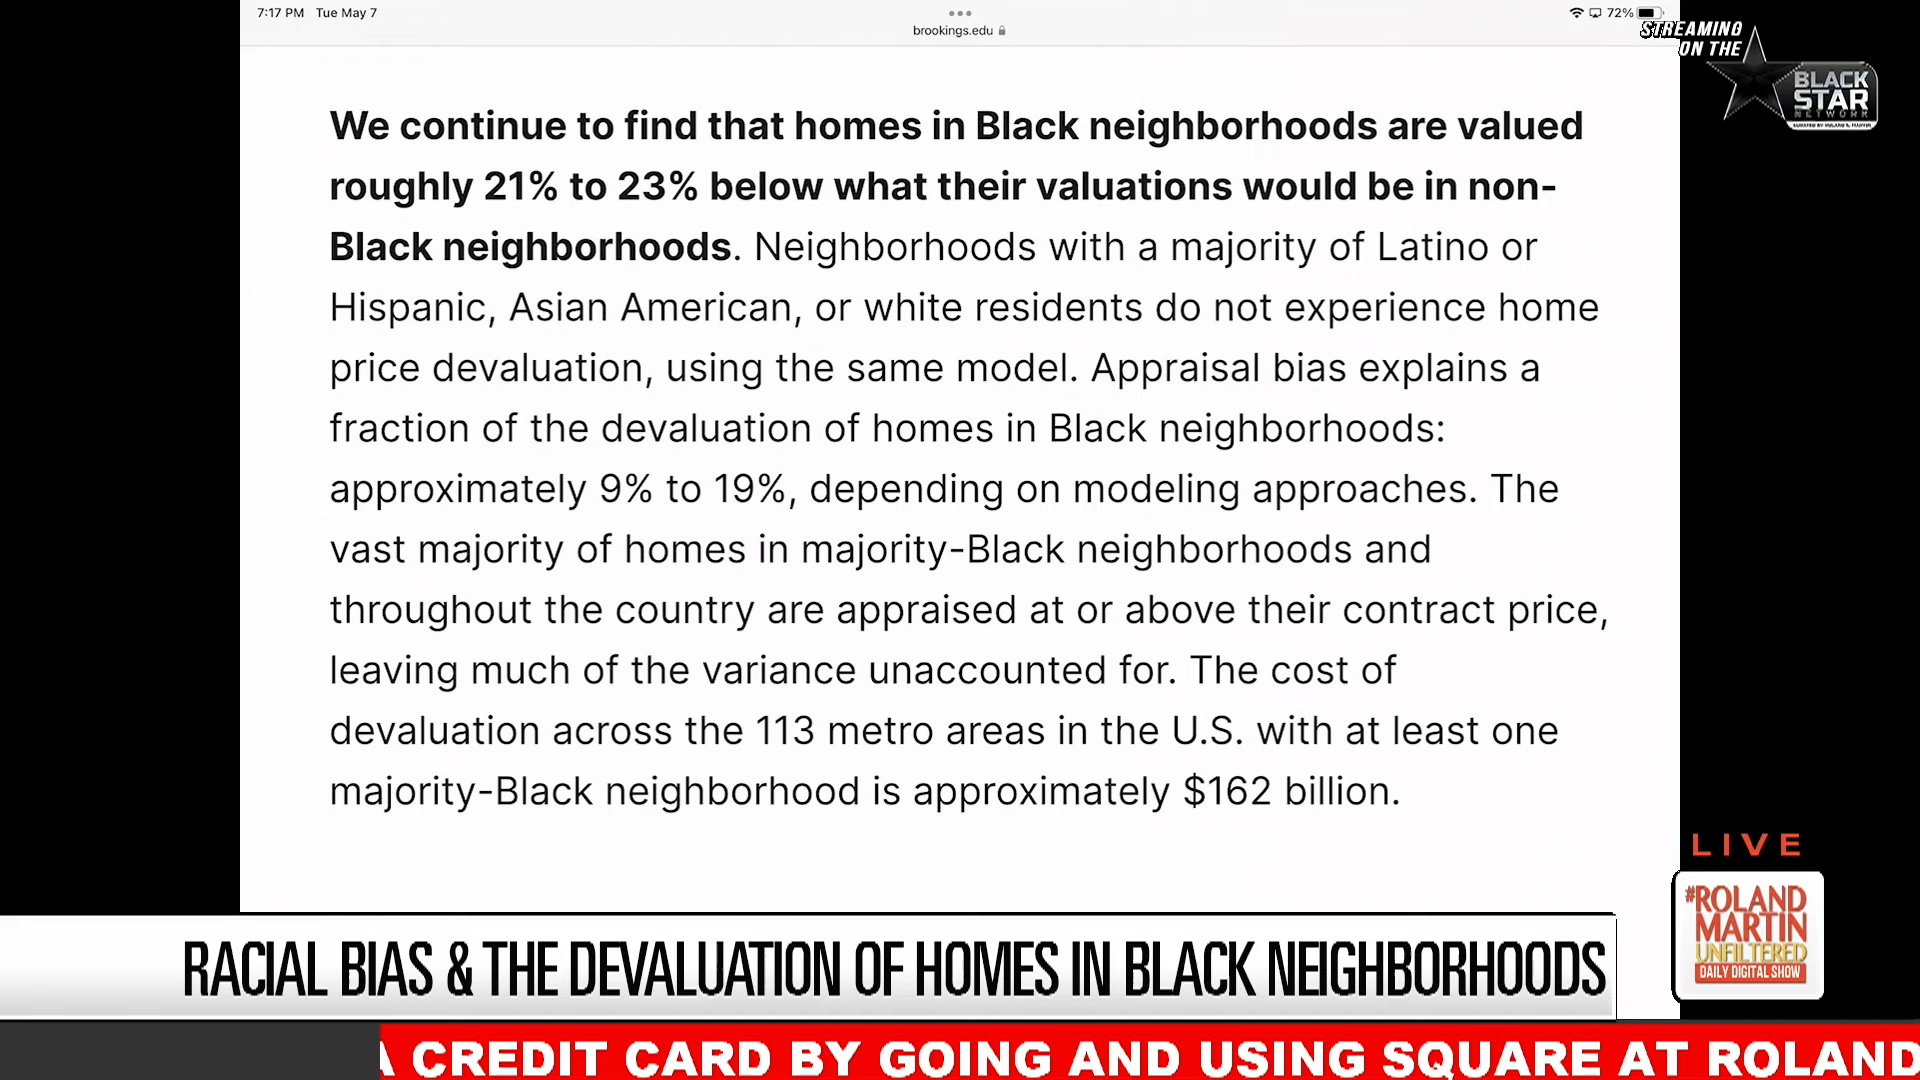 7:17 PM Tue May 7
brookings.edu
72%
STREAMING
ON THE
BLACK
STAR
NETWORK
We continue to find that homes in Black neighborhoods are valued
roughly 21% to 23% below what their valuations would be in non-
Black neighborhoods. Neighborhoods with a majority of Latino or
Hispanic, Asian American, or white residents do not experience home
price devaluation, using the same model. Appraisal bias explains a
fraction of the devaluation of homes in Black neighborhoods:
approximately 9% to 19%, depending on modeling approaches. The
vast majority of homes in majority-Black neighborhoods and
throughout the country are appraised at or above their contract price,
leaving much of the variance unaccounted for. The cost of
devaluation across the 113 metro areas in the U.S. with at least one
majority-Black neighborhood is approximately $162 billion.
LIVE
#ROLAND
MARTIN
UNFILTERED
DAILY DIGITAL SHOW
RACIAL BIAS & THE DEVALUATION OF HOMES IN BLACK NEIGHBORHOODS
A CREDIT CARD BY GOING AND USING SQUARE AT ROLAND